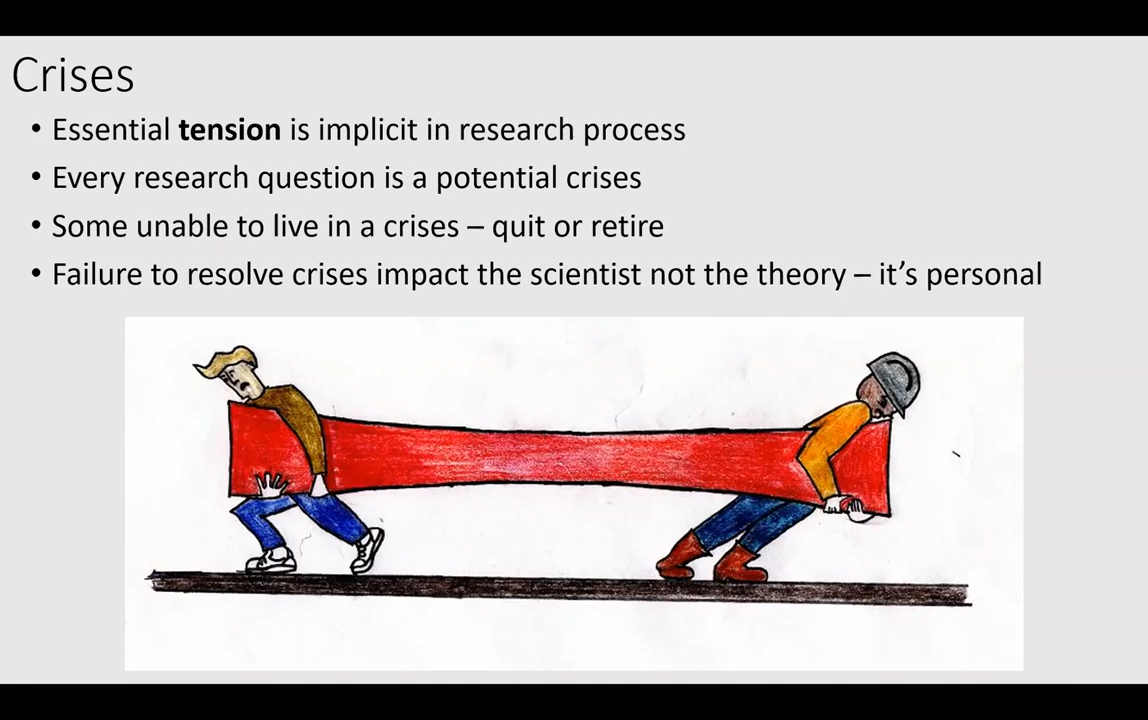 Crises
• Essential tension is implicit in research process
• Every research question is a potential crises
• Some unable to live in a crises – quit or retire
• Failure to resolve crises impact the scientist not the theory – it’s personal